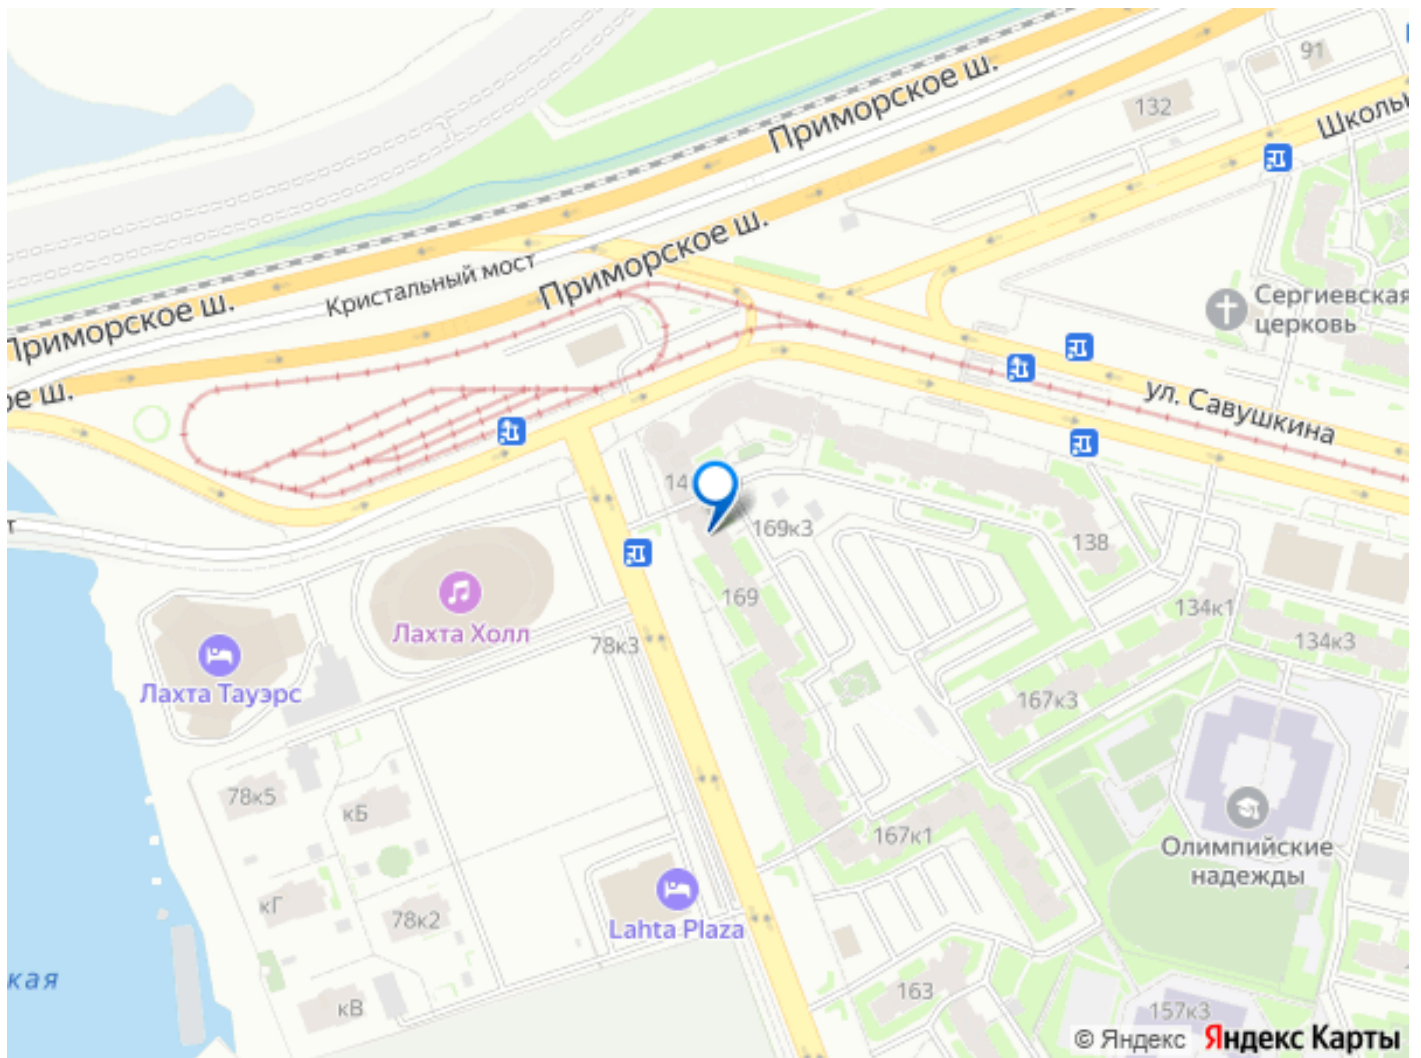 91
Приморское ш.
132
Школьн
Приморское ш.
Кристальный мост
Сергиевская
церковь
Приморское ш.
ое ш.
ул. Савушкина
14
169к3
138
т
Лахта Холл
169
134к1
78к3
134к3
Лахта Тауэрс
167к3
78к5
кБ
167к1
Олимпийские
надежды
кГ
78к2
Lahta Plaza
кая
163
кВ
157к3
© Яндекс Яндекс Карты